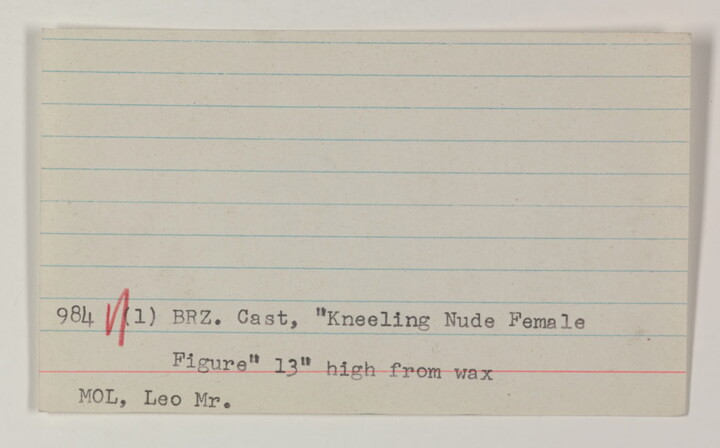 984 (1) BRZ. Cast, "Kneeling Nude Female
Figure" 13" high from wax
MOL, Leo Mr.